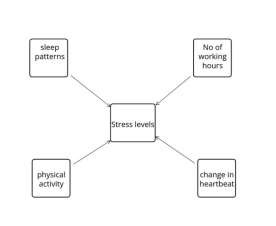 sleep
patterns
No of
working
hours
Stress levels
physical
activity
change in
heartbeat